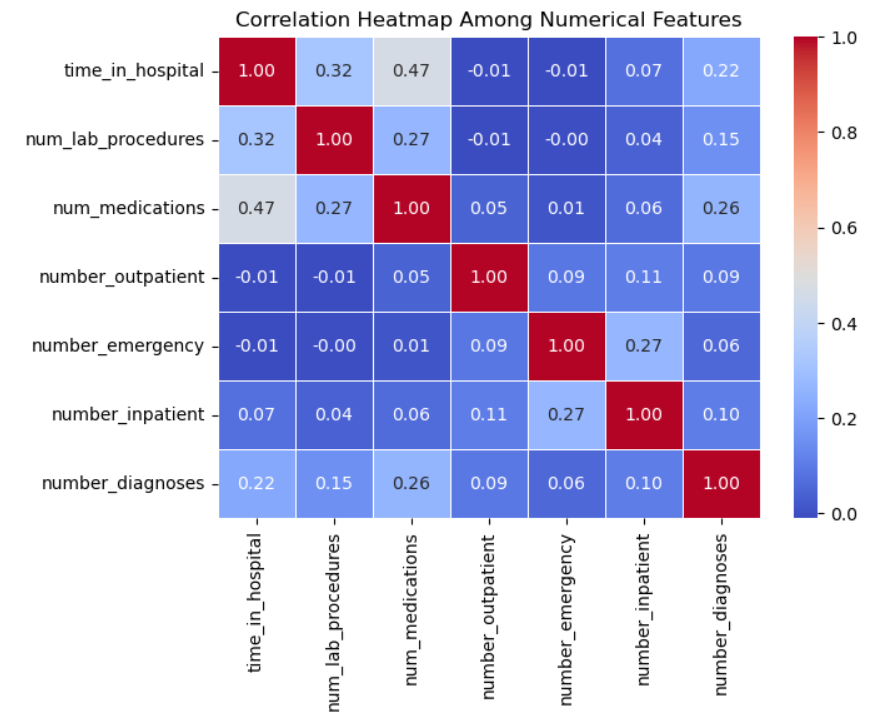 Correlation Heatmap Among Numerical Features
time_in_hospital 1.00 0.32 0.47 -0.01 -0.01 0.07 0.22
num_lab_procedures 0.32 1.00 0.27 -0.01 -0.00 0.04 0.15
num_medications 0.47 0.27 1.00 0.05 0.01 0.06 0.26
number_outpatient -0.01 -0.01 0.05 1.00 0.09 0.11 0.09
number_emergency -0.01 -0.00 0.01 0.09 1.00 0.27 0.06
number_inpatient 0.07 0.04 0.06 0.11 0.27 1.00 0.10
number_diagnoses 0.22 0.15 0.26 0.09 0.06 0.10 1.00
time_in_hospital
num_lab_procedures
num_medications
number_outpatient
number_emergency
number_inpatient
number_diagnoses
1.0
0.8
0.6
0.4
0.2
0.0